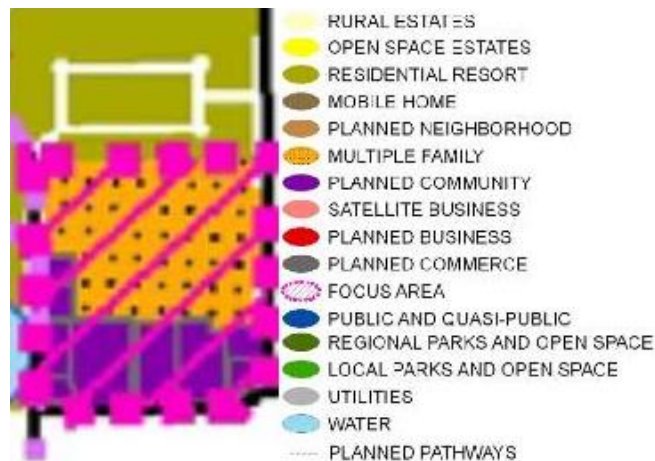 RURAL ESTATES
OPEN SPACE ESTATES
RESIDENTIAL RESORT
MOBILE HOME
PLANNED NEIGHBORHOOD
MULTIPLE FAMILY
PLANNED COMMUNITY
SATELLITE BUSINESS
PLANNED BUSINESS
PLANNED COMMERCE
FOCUS AREA
PUBLIC AND QUASI-PUBLIC
REGIONAL PARKS AND OPEN SPACE
LOCAL PARKS AND OPEN SPACE
UTILITIES
WATER
PLANNED PATHWAYS